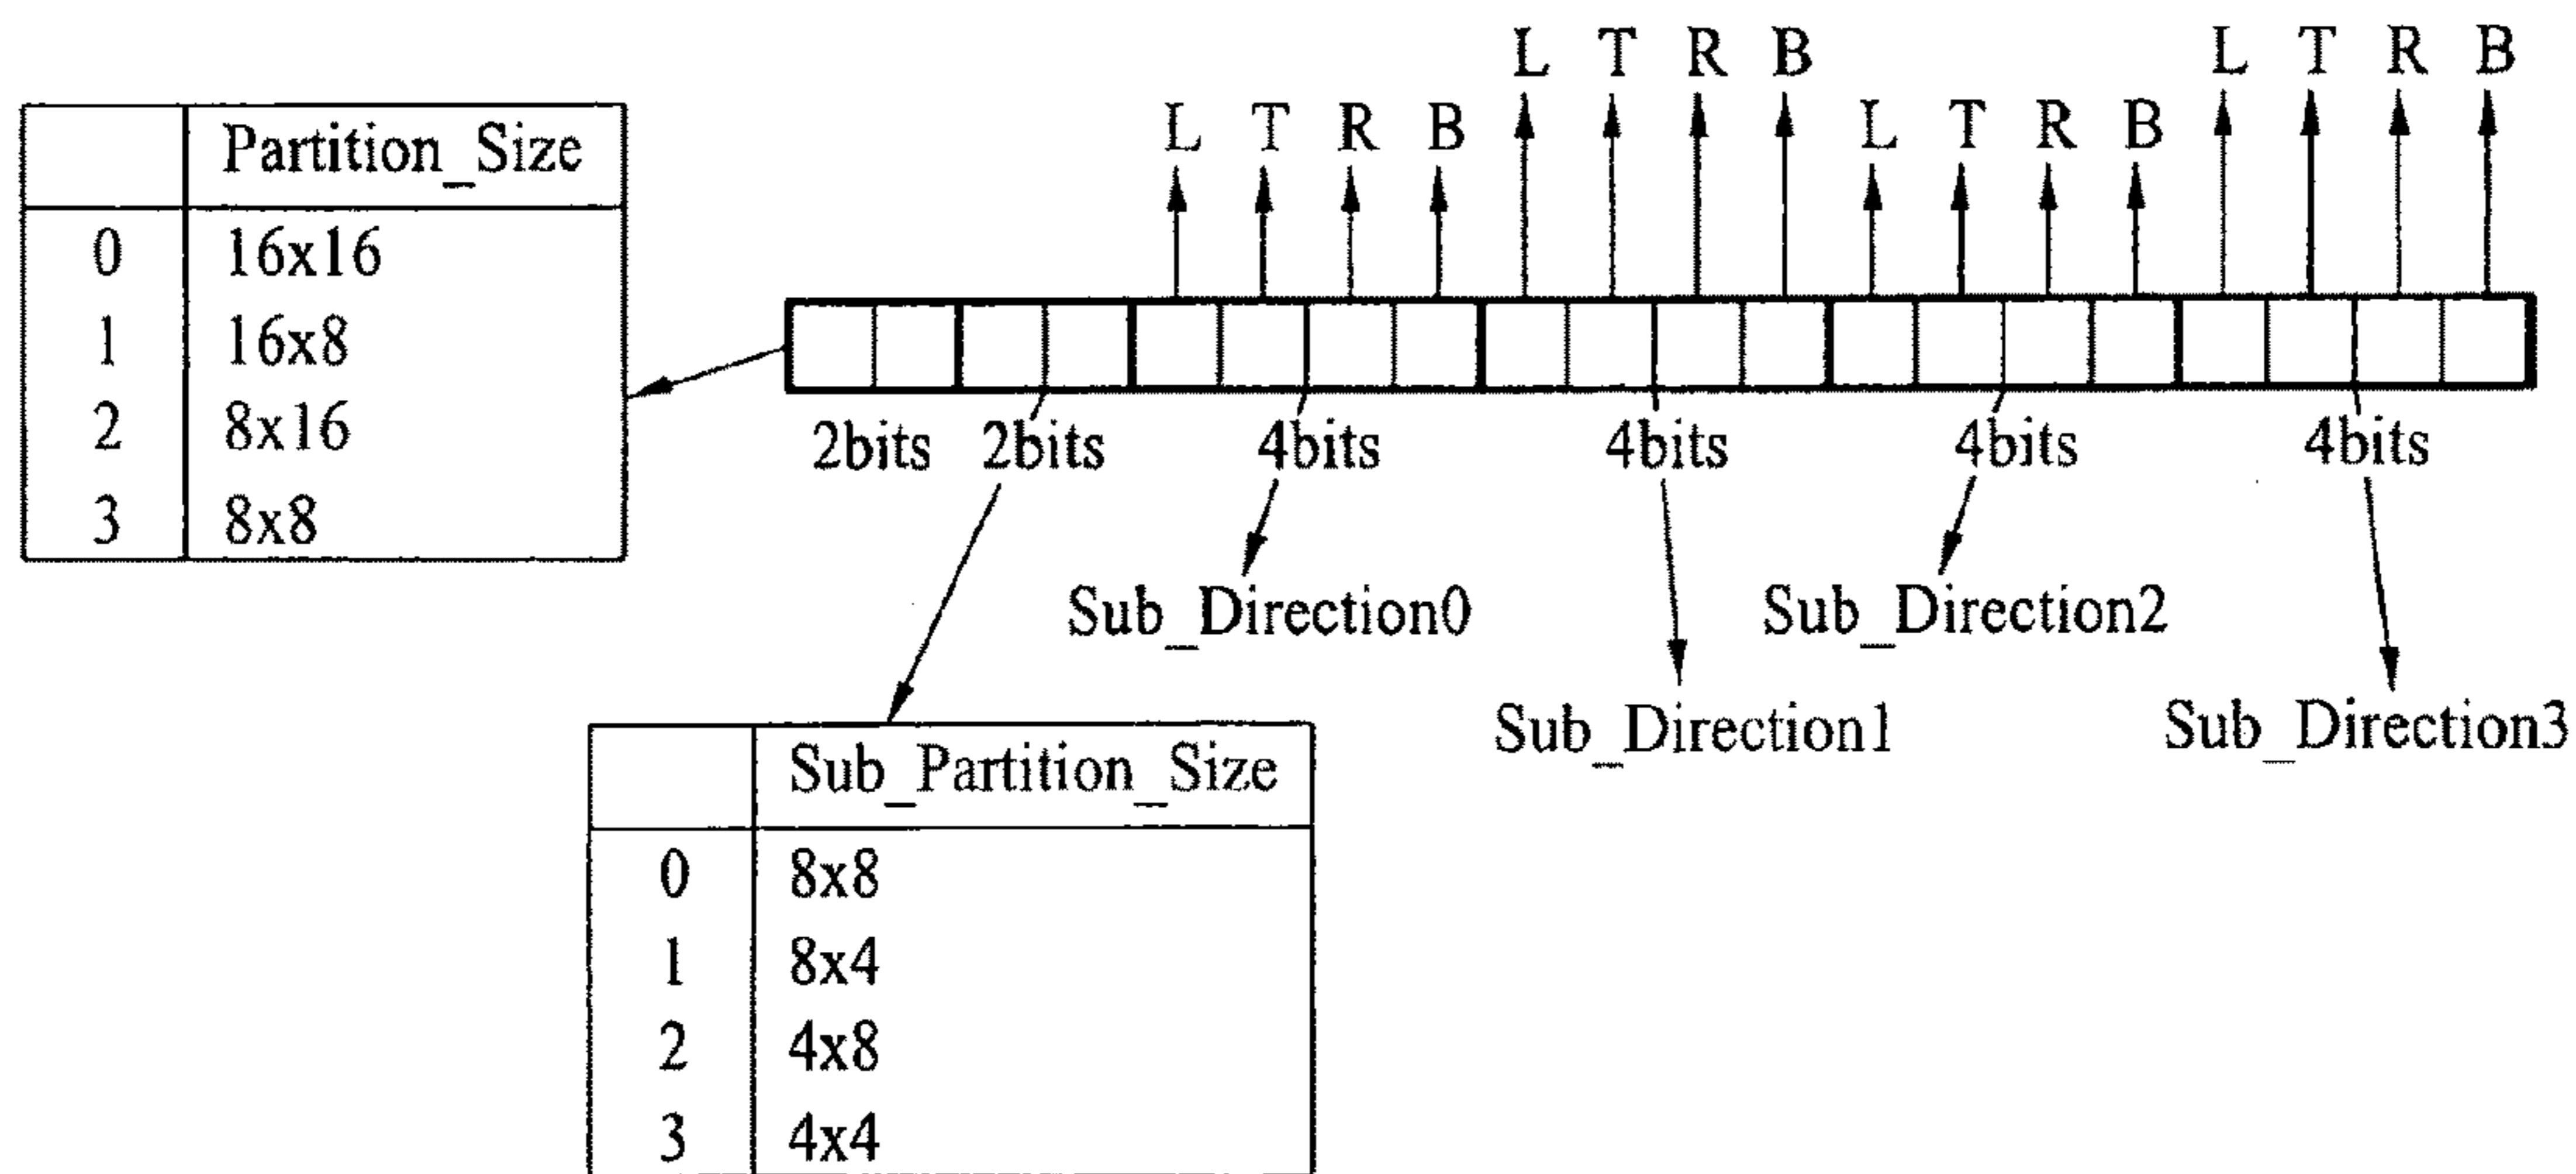 L T R B
L T R B
L T R B
L T R B
Partition_Size
0 16x16
1 16x8
2 8x16
3 8x8
2bits 2bits 4bits 4bits 4bits 4bits
Sub_Direction0
Sub_Direction2
Sub_Direction1
Sub_Direction3
Sub_Partition_Size
0 8x8
1 8x4
2 4x8
3 4x4